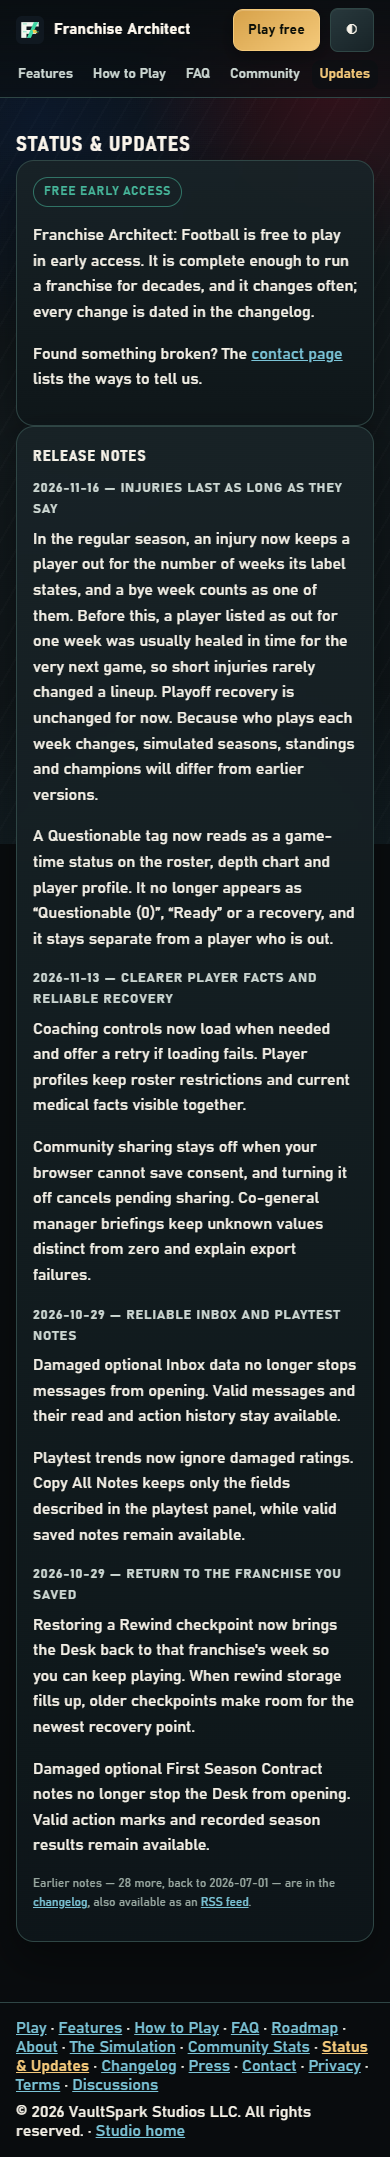 Franchise Architect
Play free
Features How to Play FAQ Community Updates
STATUS & UPDATES
FREE EARLY ACCESS
Franchise Architect: Football is free to play
in early access. It is complete enough to run
a franchise for decades, and it changes often;
every change is dated in the changelog.
Found something broken? The contact page
lists the ways to tell us.
RELEASE NOTES
2026-11-16 — INJURIES LAST AS LONG AS THEY
SAY
In the regular season, an injury now keeps a
player out for the number of weeks its label
states, and a bye week counts as one of
them. Before this, a player listed as out for
one week was usually healed in time for the
very next game, so short injuries rarely
changed a lineup. Playoff recovery is
unchanged for now. Because who plays each
week changes, simulated seasons, standings
and champions will differ from earlier
versions.
A Questionable tag now reads as a game-
time status on the roster, depth chart and
player profile. It no longer appears as
“Questionable (0)”, “Ready” or a recovery, and
it stays separate from a player who is out.
2026-11-13 — CLEARER PLAYER FACTS AND
RELIABLE RECOVERY
Coaching controls now load when needed
and offer a retry if loading fails. Player
profiles keep roster restrictions and current
medical facts visible together.
Community sharing stays off when your
browser cannot save consent, and turning it
off cancels pending sharing. Co-general
manager briefings keep unknown values
distinct from zero and explain export
failures.
2026-10-29 — RELIABLE INBOX AND PLAYTEST
NOTES
Damaged optional Inbox data no longer stops
messages from opening. Valid messages and
their read and action history stay available.
Playtest trends now ignore damaged ratings.
Copy All Notes keeps only the fields
described in the playtest panel, while valid
saved notes remain available.
2026-10-29 — RETURN TO THE FRANCHISE YOU
SAVED
Restoring a Rewind checkpoint now brings
the Desk back to that franchise's week so
you can keep playing. When rewind storage
fills up, older checkpoints make room for the
newest recovery point.
Damaged optional First Season Contract
notes no longer stop the Desk from opening.
Valid action marks and recorded season
results remain available.
Earlier notes — 28 more, back to 2026-07-01 — are in the
changelog, also available as an RSS feed.
Play · Features · How to Play · FAQ · Roadmap ·
About · The Simulation · Community Stats · Status
& Updates · Changelog · Press · Contact · Privacy ·
Terms · Discussions
© 2026 VaultSpark Studios LLC. All rights
reserved. · Studio home